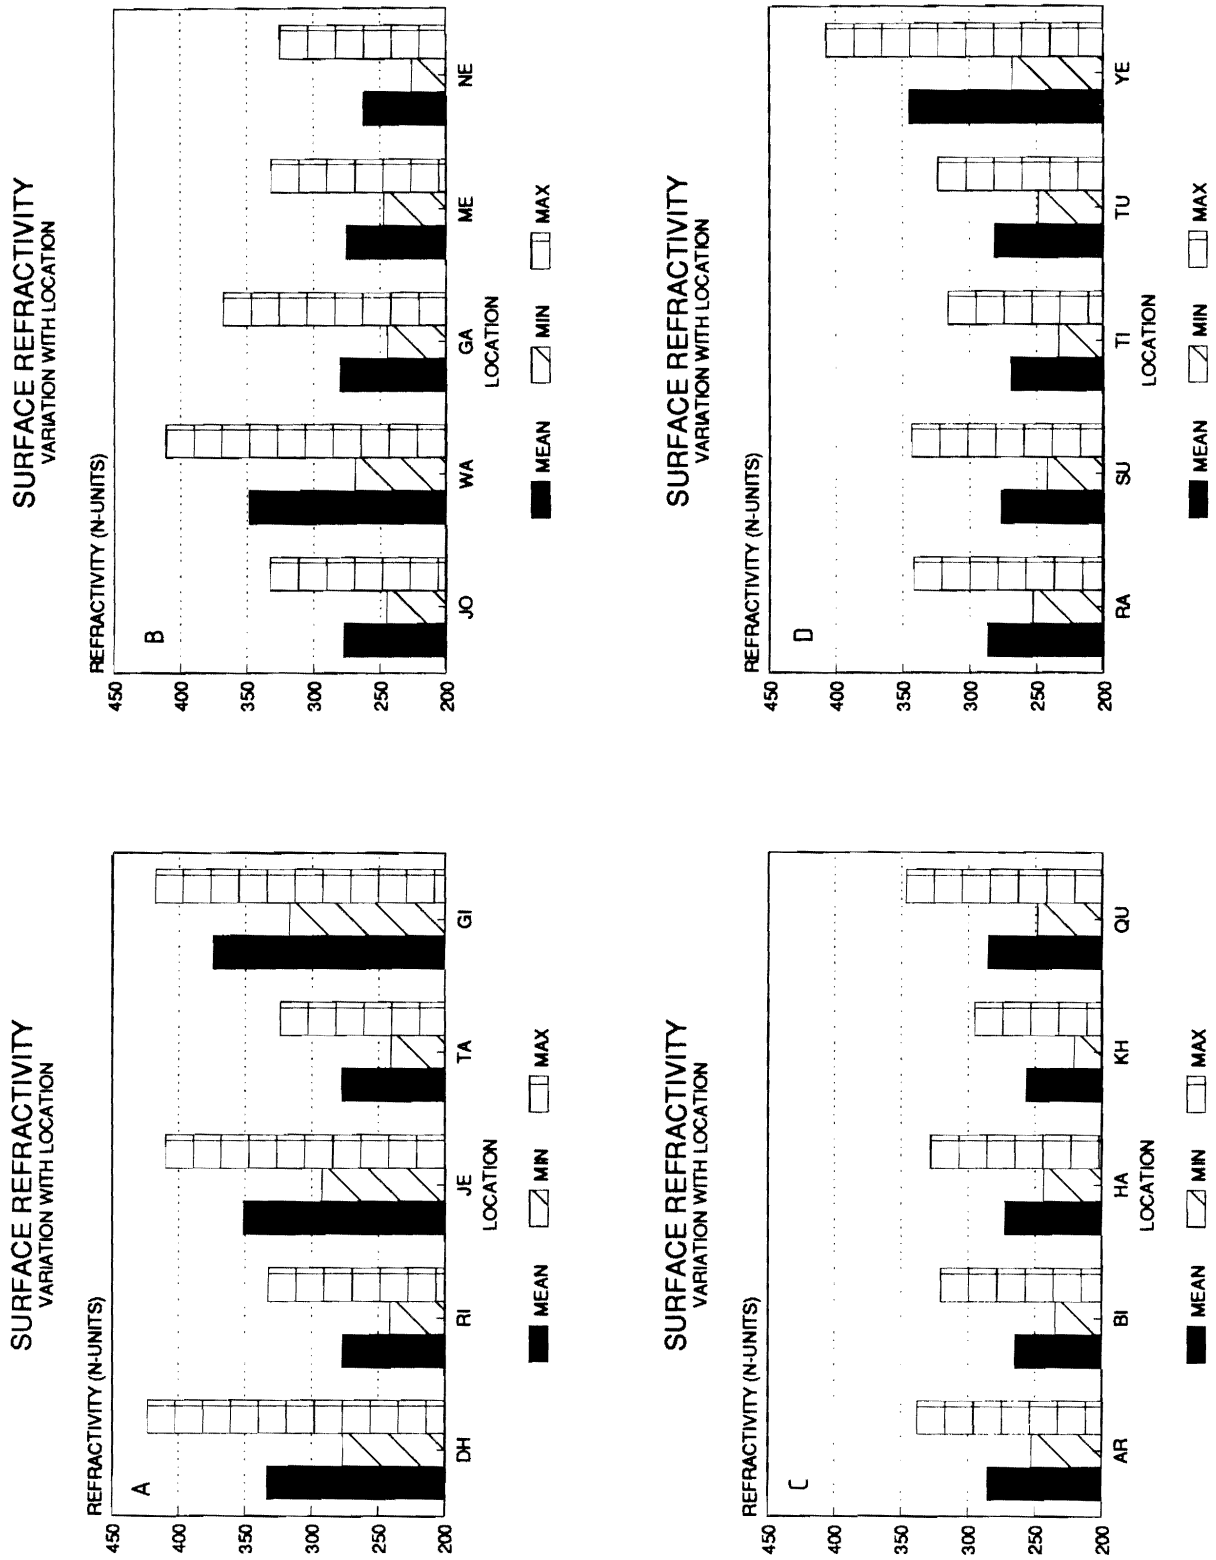 SURFACE REFRACTIVITY
VARIATION WITH LOCATION
REFRACTIVITY (N-UNITS)
A
450
400
350
300
250
200
DH RI JE TA GI
LOCATION
MEAN MIN MAX
SURFACE REFRACTIVITY
VARIATION WITH LOCATION
REFRACTIVITY (N-UNITS)
B
450
400
350
300
250
200
JO WA GA ME NE
LOCATION
MEAN MIN MAX
SURFACE REFRACTIVITY
VARIATION WITH LOCATION
REFRACTIVITY (N-UNITS)
C
450
400
350
300
250
200
AR BI HA KH QU
LOCATION
MEAN MIN MAX
SURFACE REFRACTIVITY
VARIATION WITH LOCATION
REFRACTIVITY (N-UNITS)
D
450
400
350
300
250
200
RA SU TI TU YE
LOCATION
MEAN MIN MAX